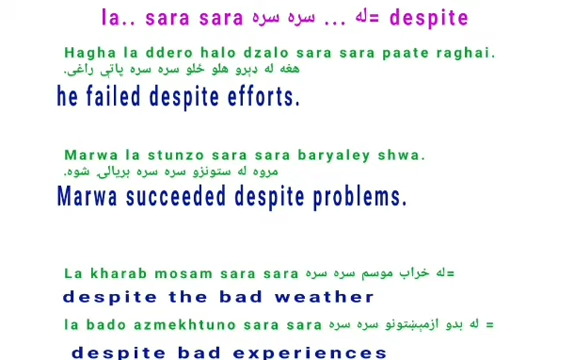 la.. sara sara له ... سره سره= despite
Hagha la ddero halo dzalo sara sara paate raghai.
هغه له ډېرو هلو ځلو سره سره پاتې راغی.
he failed despite efforts.
Marwa la stunzo sara sara baryaley shwa.
مروه له ستونزو سره سره بریالۍ شوه.
Marwa succeeded despite problems.
La kharab mosam sara sara له خراب موسم سره سره=
despite the bad weather
la bado azmekhtuno sara sara له بدو ازمېښتونو سره سره =
despite bad experiences